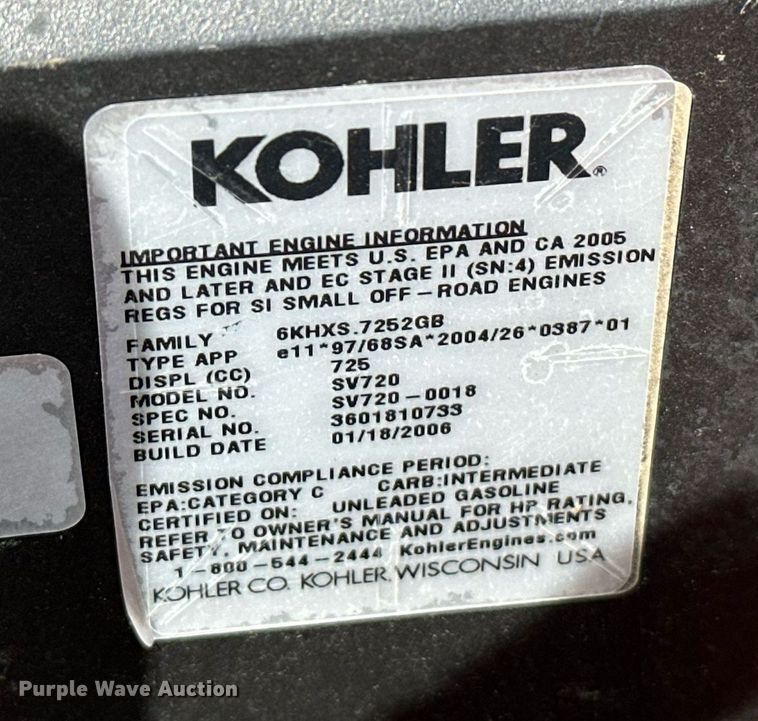 KOHLER®
IMPORTANT ENGINE INFORMATION
THIS ENGINE MEETS U.S. EPA AND CA 2005
AND LATER AND EC STAGE II (SN:4) EMISSION
REGS FOR SI SMALL OFF-ROAD ENGINES
FAMILY 6KHXS.7252GB
TYPE APP e11*97/68SA*2004/26*0387*01
DISPL (CC) 725
MODEL NO. SV720
SPEC NO. SV720-0018
SERIAL NO. 3601810733
BUILD DATE 01/18/2006
EMISSION COMPLIANCE PERIOD:
EPA:CATEGORY C CARB:INTERMEDIATE
CERTIFIED ON: UNLEADED GASOLINE
REFER TO OWNER'S MANUAL FOR HP RATING,
SAFETY, MAINTENANCE AND ADJUSTMENTS
1-800-544-2444 KohlerEngines.com
KOHLER CO. KOHLER, WISCONSIN USA
Purple Wave Auction